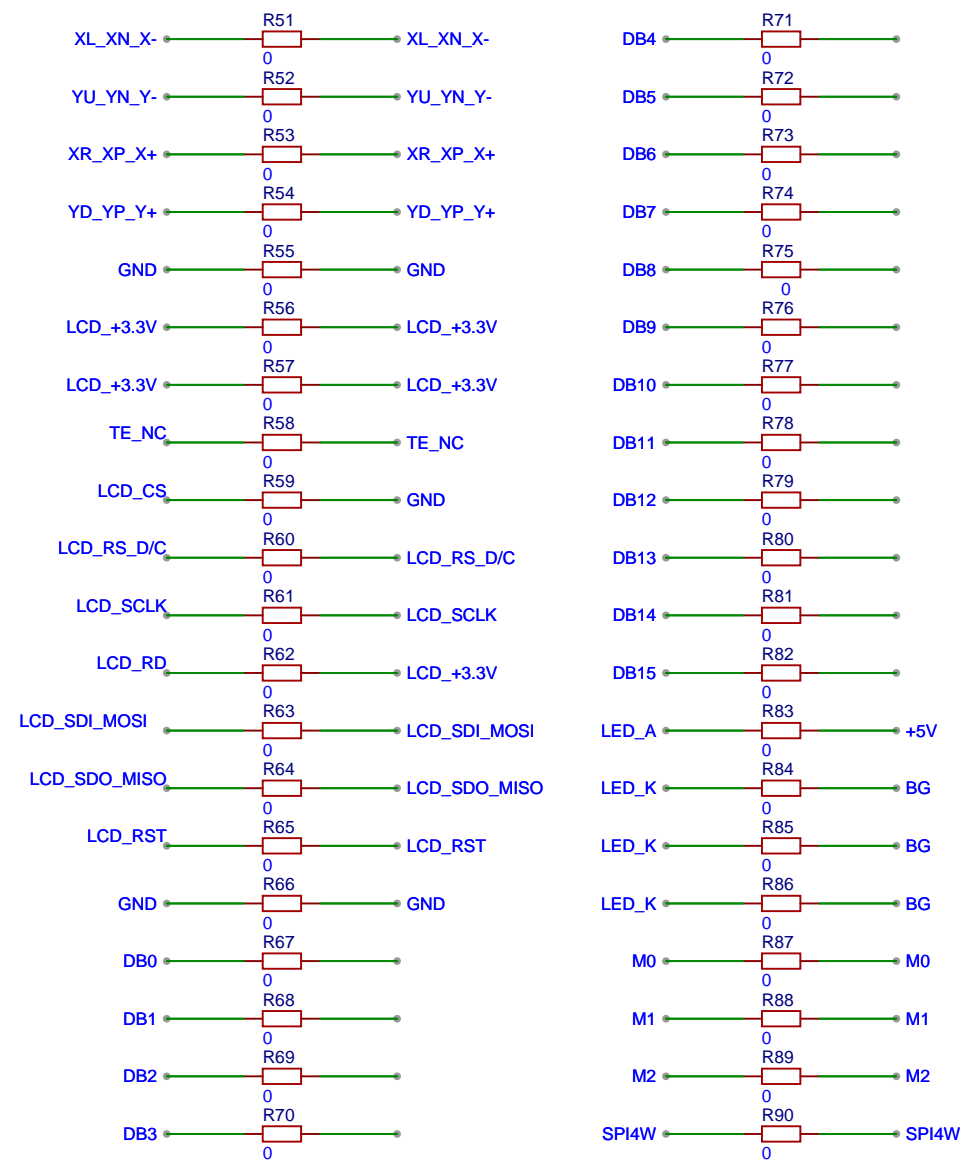 R51
XL_XN_X- XL_XN_X-
0
R52
YU_YN_Y- YU_YN_Y-
0
R53
XR_XP_X+ XR_XP_X+
0
R54
YD_YP_Y+ YD_YP_Y+
0
R55
GND GND
0
R56
LCD_+3.3V LCD_+3.3V
0
R57
LCD_+3.3V LCD_+3.3V
0
R58
TE_NC TE_NC
0
R59
LCD_CS GND
0
R60
LCD_RS_D/C LCD_RS_D/C
0
R61
LCD_SCLK LCD_SCLK
0
R62
LCD_RD LCD_+3.3V
0
R63
LCD_SDI_MOSI LCD_SDI_MOSI
0
R64
LCD_SDO_MISO LCD_SDO_MISO
0
R65
LCD_RST LCD_RST
0
R66
GND GND
0
R67
DB0
0
R68
DB1
0
R69
DB2
0
R70
DB3
0
R71
DB4
0
R72
DB5
0
R73
DB6
0
R74
DB7
0
R75
DB8
0
R76
DB9
0
R77
DB10
0
R78
DB11
0
R79
DB12
0
R80
DB13
0
R81
DB14
0
R82
DB15
0
R83
LED_A +5V
0
R84
LED_K BG
0
R85
LED_K BG
0
R86
LED_K BG
0
R87
M0 M0
0
R88
M1 M1
0
R89
M2 M2
0
R90
SPI4W SPI4W
0